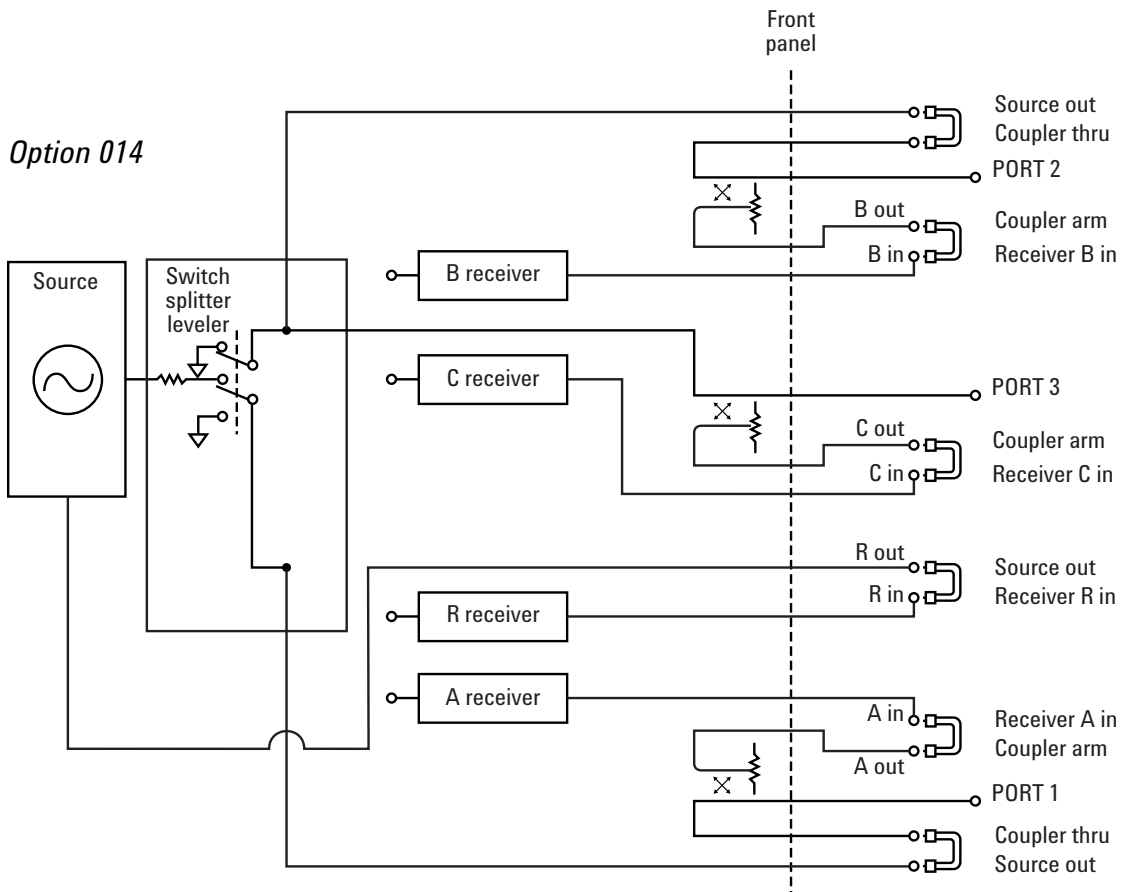 Front
panel
Option 014
Source out
Coupler thru
PORT 2
B out
Coupler arm
B in
Receiver B in
B receiver
Source
Switch
splitter
leveler
C receiver
PORT 3
C out
Coupler arm
C in
Receiver C in
R out
Source out
R in
Receiver R in
R receiver
A receiver
A in
Receiver A in
Coupler arm
A out
PORT 1
Coupler thru
Source out